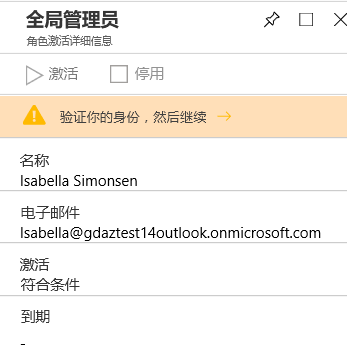 全局管理员
角色激活详细信息
激活 停用
验证你的身份，然后继续 →
名称
Isabella Simonsen
电子邮件
Isabella@gdaztest14outlook.onmicrosoft.com
激活
符合条件
到期
-